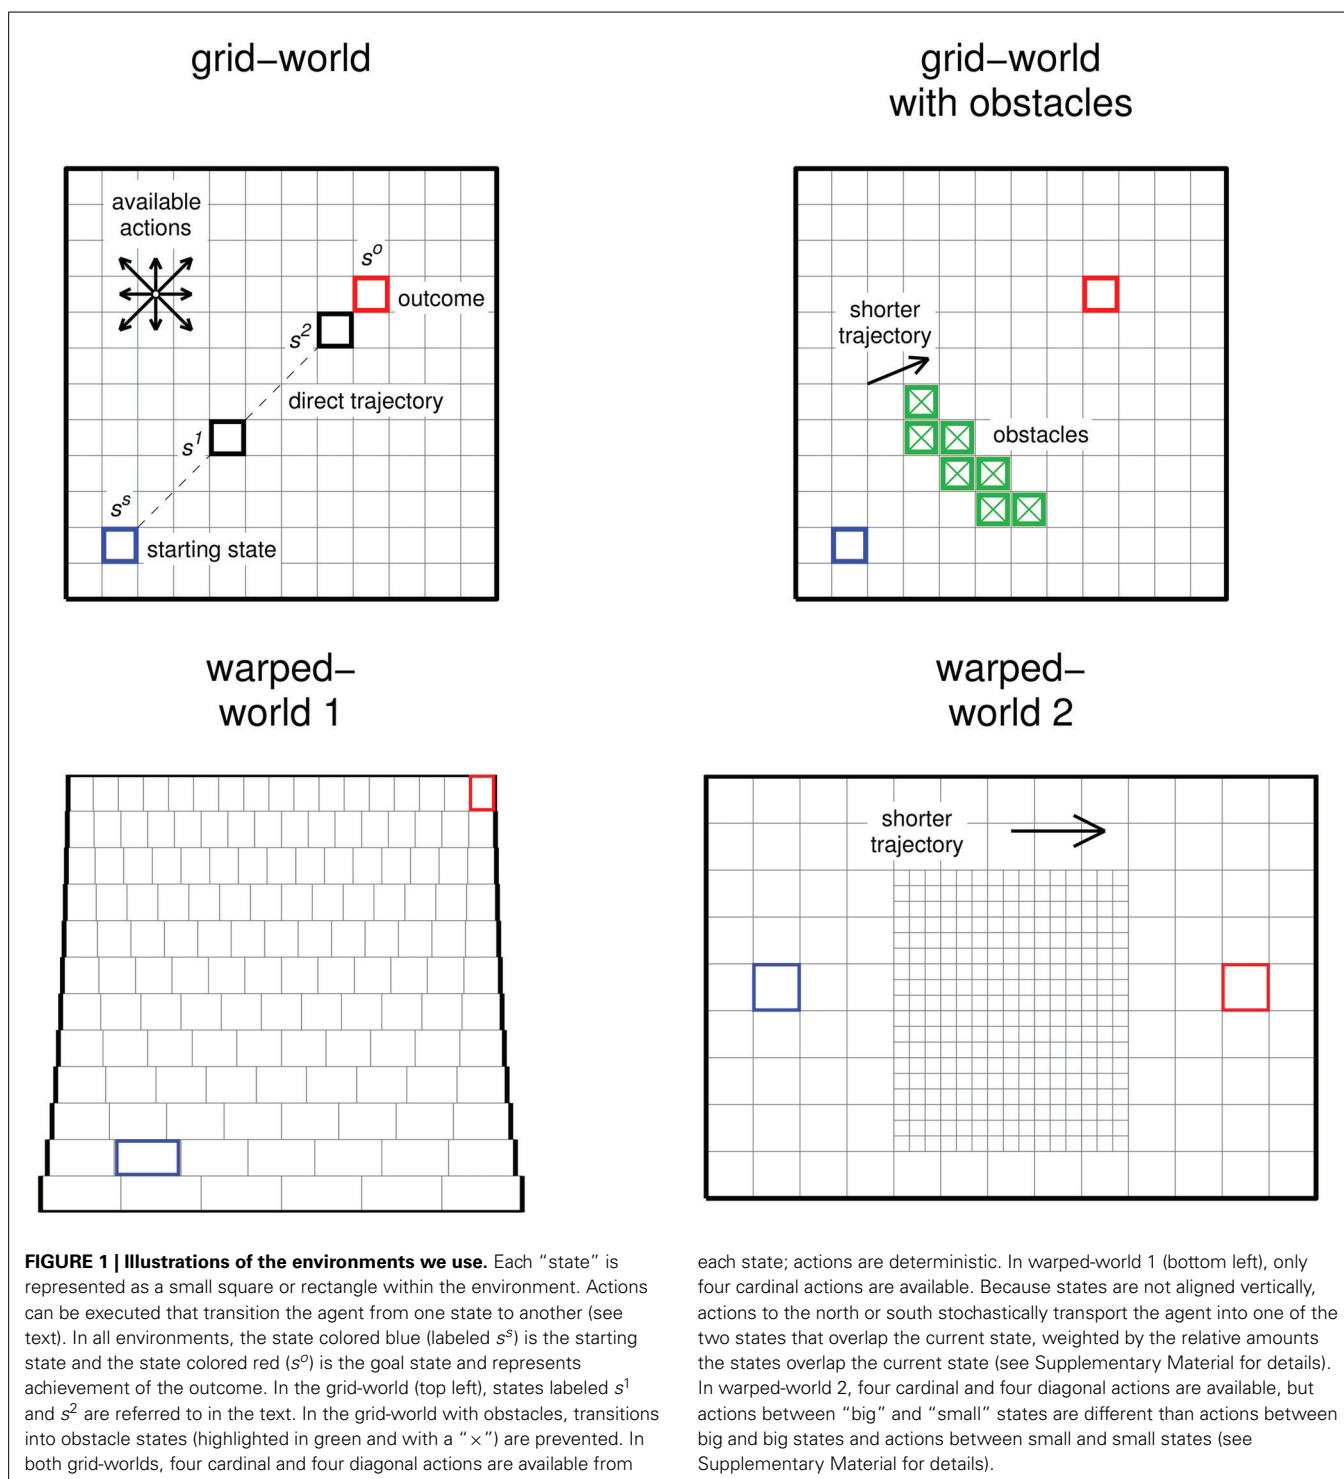 grid–world
available
actions
s^o
outcome
s^2
direct trajectory
s^1
s^s
starting state
grid–world
with obstacles
shorter
trajectory
obstacles
warped–
world 1
warped–
world 2
shorter
trajectory
FIGURE 1 | Illustrations of the environments we use. Each “state” is
represented as a small square or rectangle within the environment. Actions
can be executed that transition the agent from one state to another (see
text). In all environments, the state colored blue (labeled s^s) is the starting
state and the state colored red (s^o) is the goal state and represents
achievement of the outcome. In the grid-world (top left), states labeled s^1
and s^2 are referred to in the text. In the grid-world with obstacles, transitions
into obstacle states (highlighted in green and with a “×”) are prevented. In
both grid-worlds, four cardinal and four diagonal actions are available from
each state; actions are deterministic. In warped-world 1 (bottom left), only
four cardinal actions are available. Because states are not aligned vertically,
actions to the north or south stochastically transport the agent into one of the
two states that overlap the current state, weighted by the relative amounts
the states overlap the current state (see Supplementary Material for details).
In warped-world 2, four cardinal and four diagonal actions are available, but
actions between “big” and “small” states are different than actions between
big and big states and actions between small and small states (see
Supplementary Material for details).